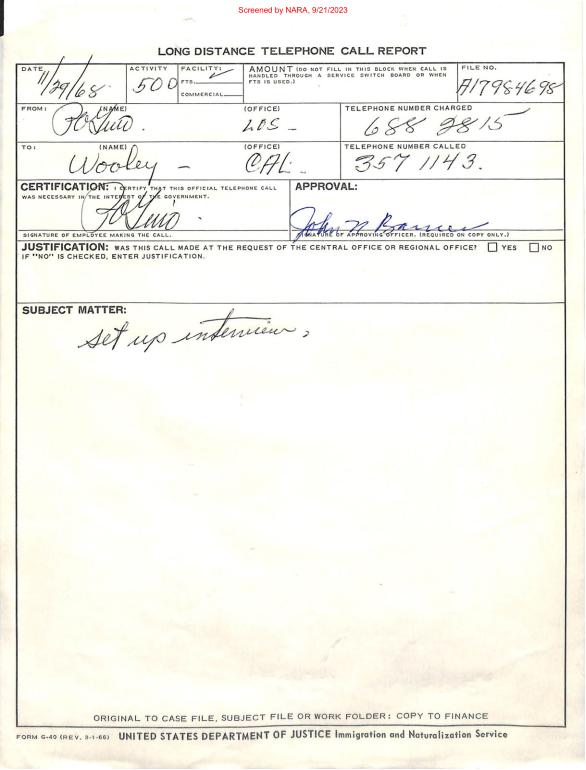 Screened by NARA, 9/21/2023
LONG DISTANCE TELEPHONE CALL REPORT
DATE 11/29/68
ACTIVITY 500
FACILITY: ✓
FTS
COMMERCIAL
AMOUNT (DO NOT FILL IN THIS BLOCK WHEN CALL IS
HANDLED THROUGH A SERVICE SWITCH BOARD OR WHEN
FTS IS USED.)
FILE NO.
A17984698
FROM: (NAME) (OFFICE)
LOS -
TELEPHONE NUMBER CHARGED
688 2815
TO: (NAME) (OFFICE)
Wooley - CAL-
TELEPHONE NUMBER CALLED
357 1143.
CERTIFICATION: I CERTIFY THAT THIS OFFICIAL TELEPHONE CALL
WAS NECESSARY IN THE INTEREST OF THE GOVERNMENT.
SIGNATURE OF EMPLOYEE MAKING THE CALL.
APPROVAL:
John N
SIGNATURE OF APPROVING OFFICER. (REQUIRED ON COPY ONLY.)
JUSTIFICATION: WAS THIS CALL MADE AT THE REQUEST OF THE CENTRAL OFFICE OR REGIONAL OFFICE? YES NO
IF "NO" IS CHECKED, ENTER JUSTIFICATION.
SUBJECT MATTER:
set up interview,
ORIGINAL TO CASE FILE, SUBJECT FILE OR WORK FOLDER: COPY TO FINANCE
FORM G-40 (REV. 3-1-66) UNITED STATES DEPARTMENT OF JUSTICE Immigration and Naturalization Service